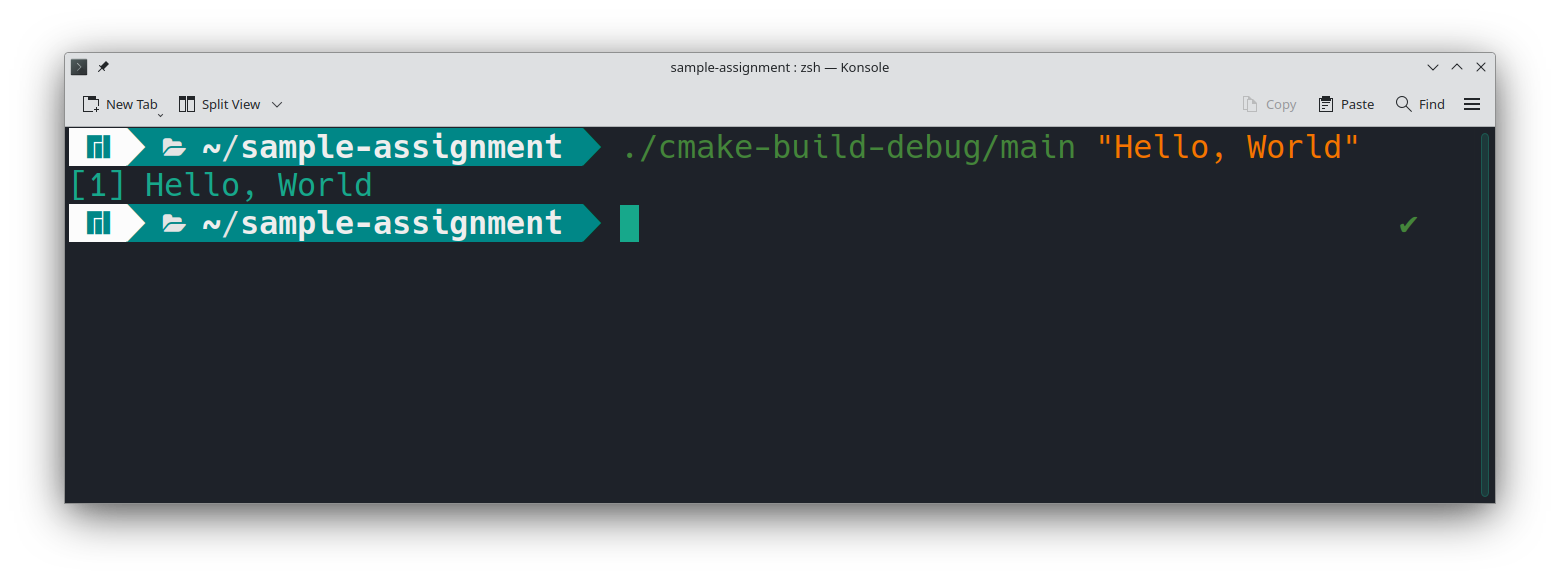 sample-assignment : zsh — Konsole
New Tab Split View Copy Paste Find
~/sample-assignment ./cmake-build-debug/main "Hello, World"
[1] Hello, World
~/sample-assignment ✔